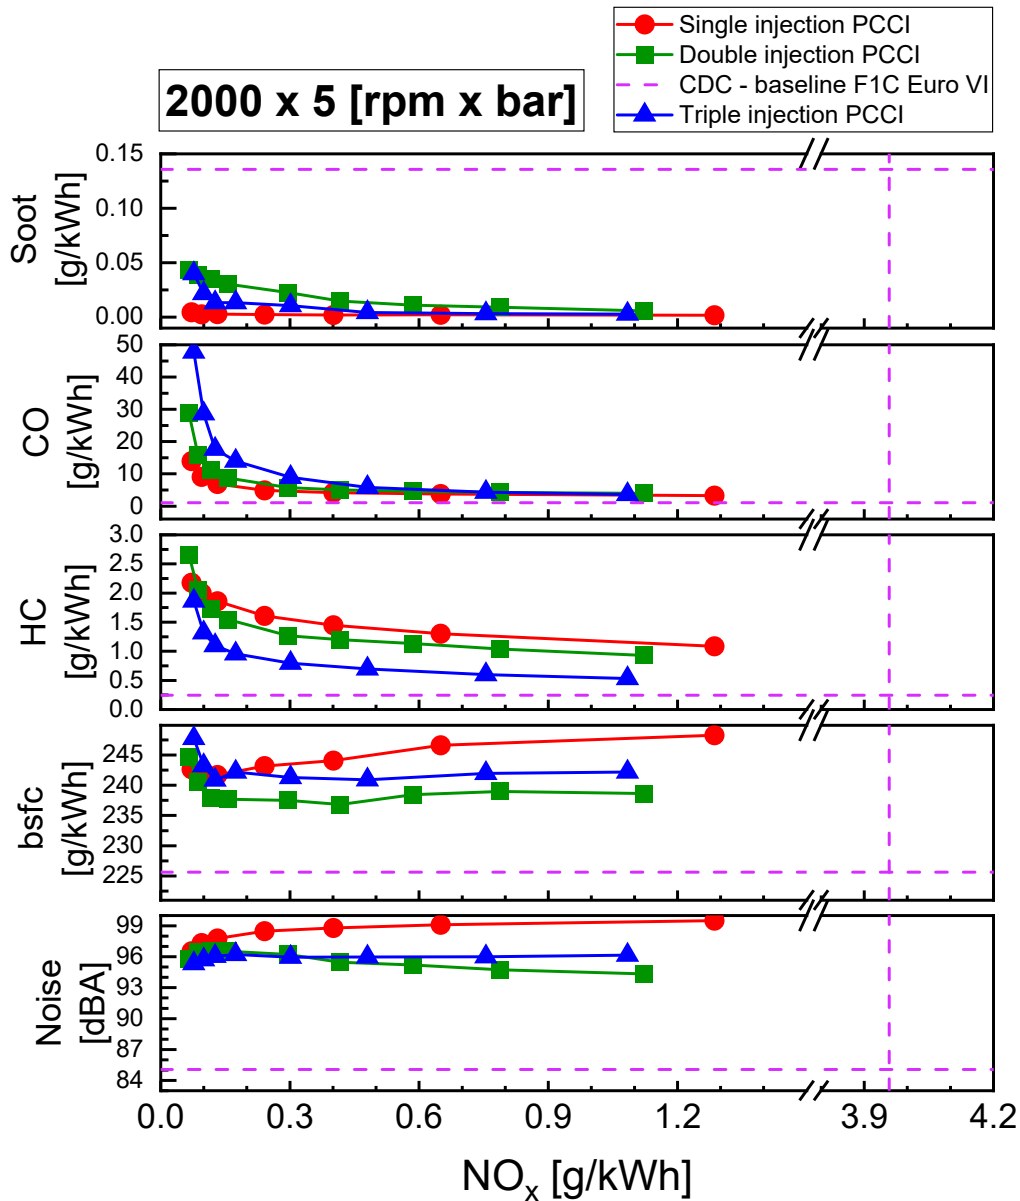 Single injection PCCI
Double injection PCCI
CDC - baseline F1C Euro VI
Triple injection PCCI
2000 x 5 [rpm x bar]
Soot
[g/kWh]
0.15
0.10
0.05
0.00
CO
[g/kWh]
50
40
30
20
10
0
HC
[g/kWh]
3.0
2.5
2.0
1.5
1.0
0.5
0.0
bsfc
[g/kWh]
245
240
235
230
225
Noise
[dBA]
99
96
93
90
87
84
0.0 0.3 0.6 0.9 1.2 3.9 4.2
NOx [g/kWh]